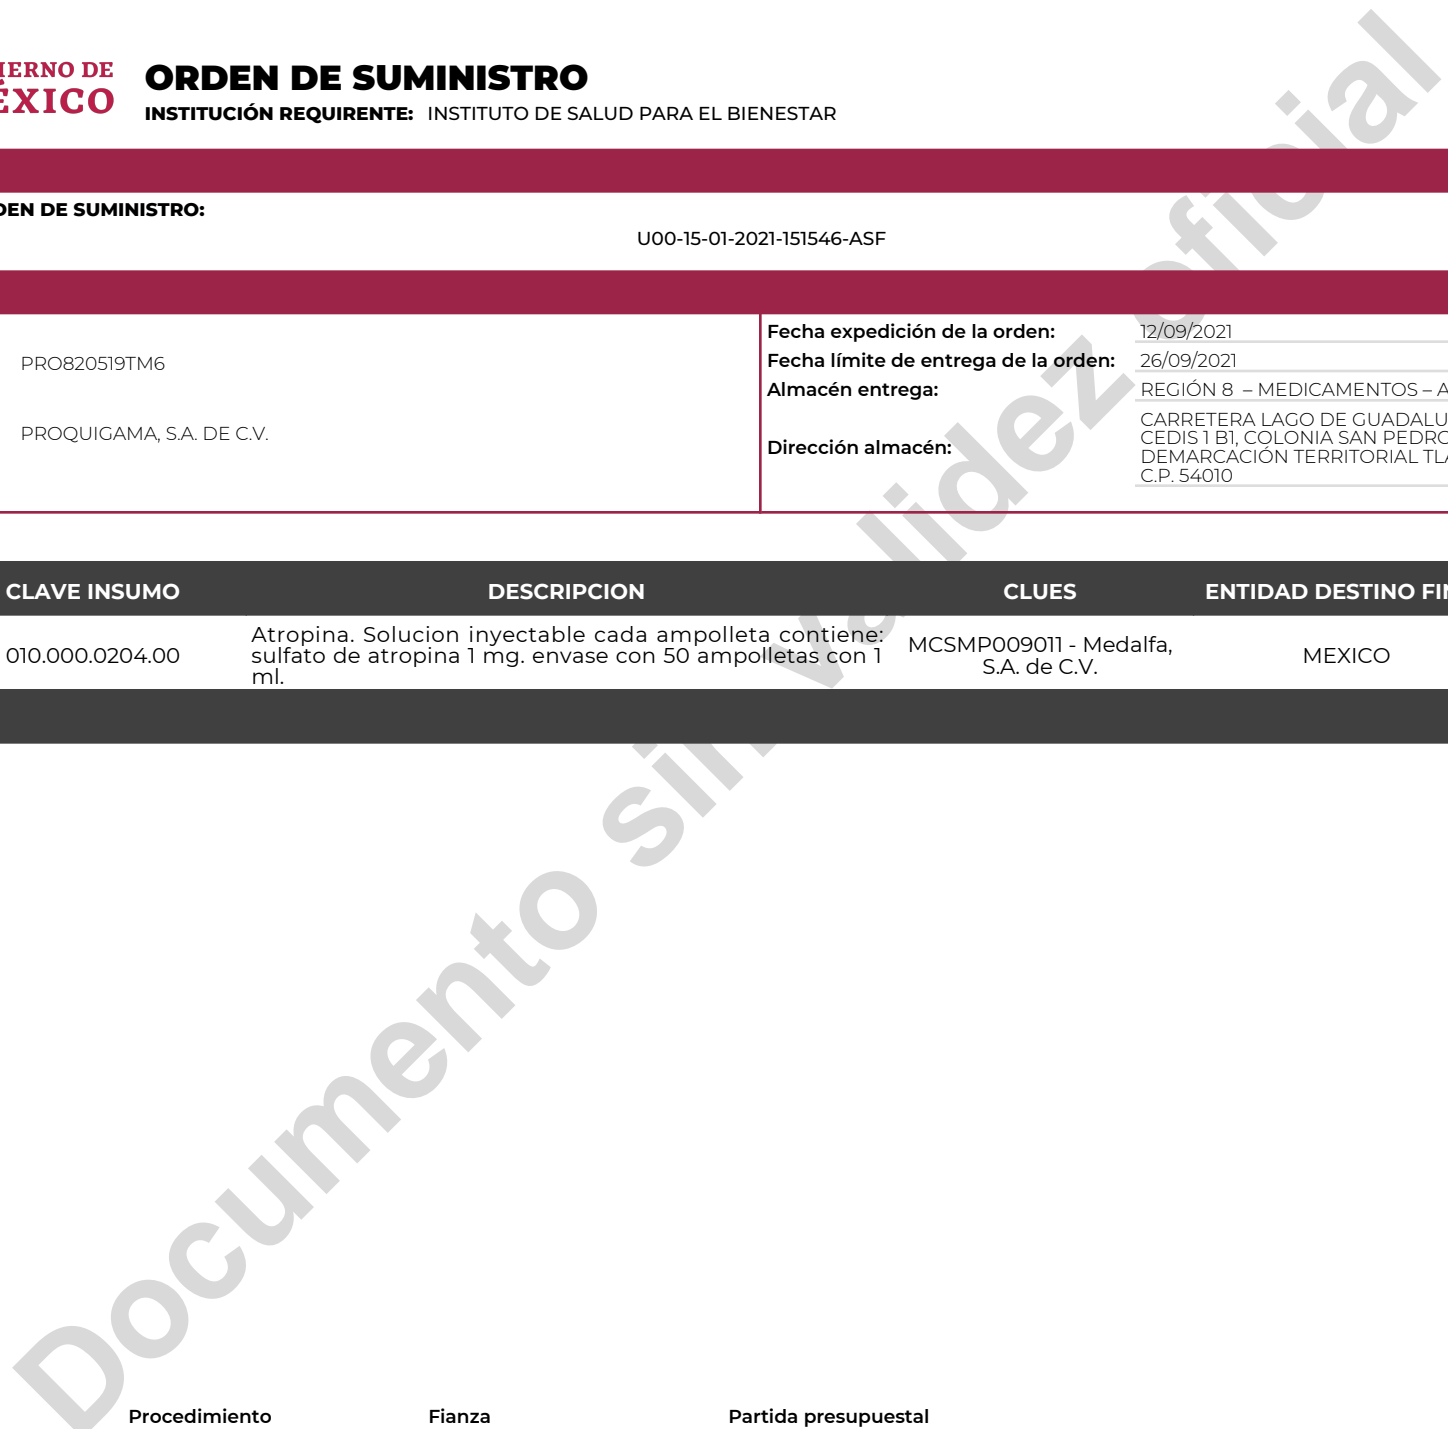 IERNO DE
ÉXICO
ORDEN DE SUMINISTRO
INSTITUCIÓN REQUIRENTE: INSTITUTO DE SALUD PARA EL BIENESTAR
DEN DE SUMINISTRO:
U00-15-01-2021-151546-ASF
PRO820519TM6
PROQUIGAMA, S.A. DE C.V.
Fecha expedición de la orden: 12/09/2021
Fecha límite de entrega de la orden: 26/09/2021
Almacén entrega: REGIÓN 8 – MEDICAMENTOS – A
Dirección almacén:
CARRETERA LAGO DE GUADALU
CEDIS 1 B1, COLONIA SAN PEDRO
DEMARCACIÓN TERRITORIAL TLA
C.P. 54010
CLAVE INSUMO DESCRIPCION CLUES ENTIDAD DESTINO FIN
010.000.0204.00
Atropina. Solucion inyectable cada ampolleta contiene:
sulfato de atropina 1 mg. envase con 50 ampolletas con 1
ml.
MCSMP009011 - Medalfa,
S.A. de C.V.
MEXICO
Documento sin validez oficial
Procedimiento Fianza Partida presupuestal